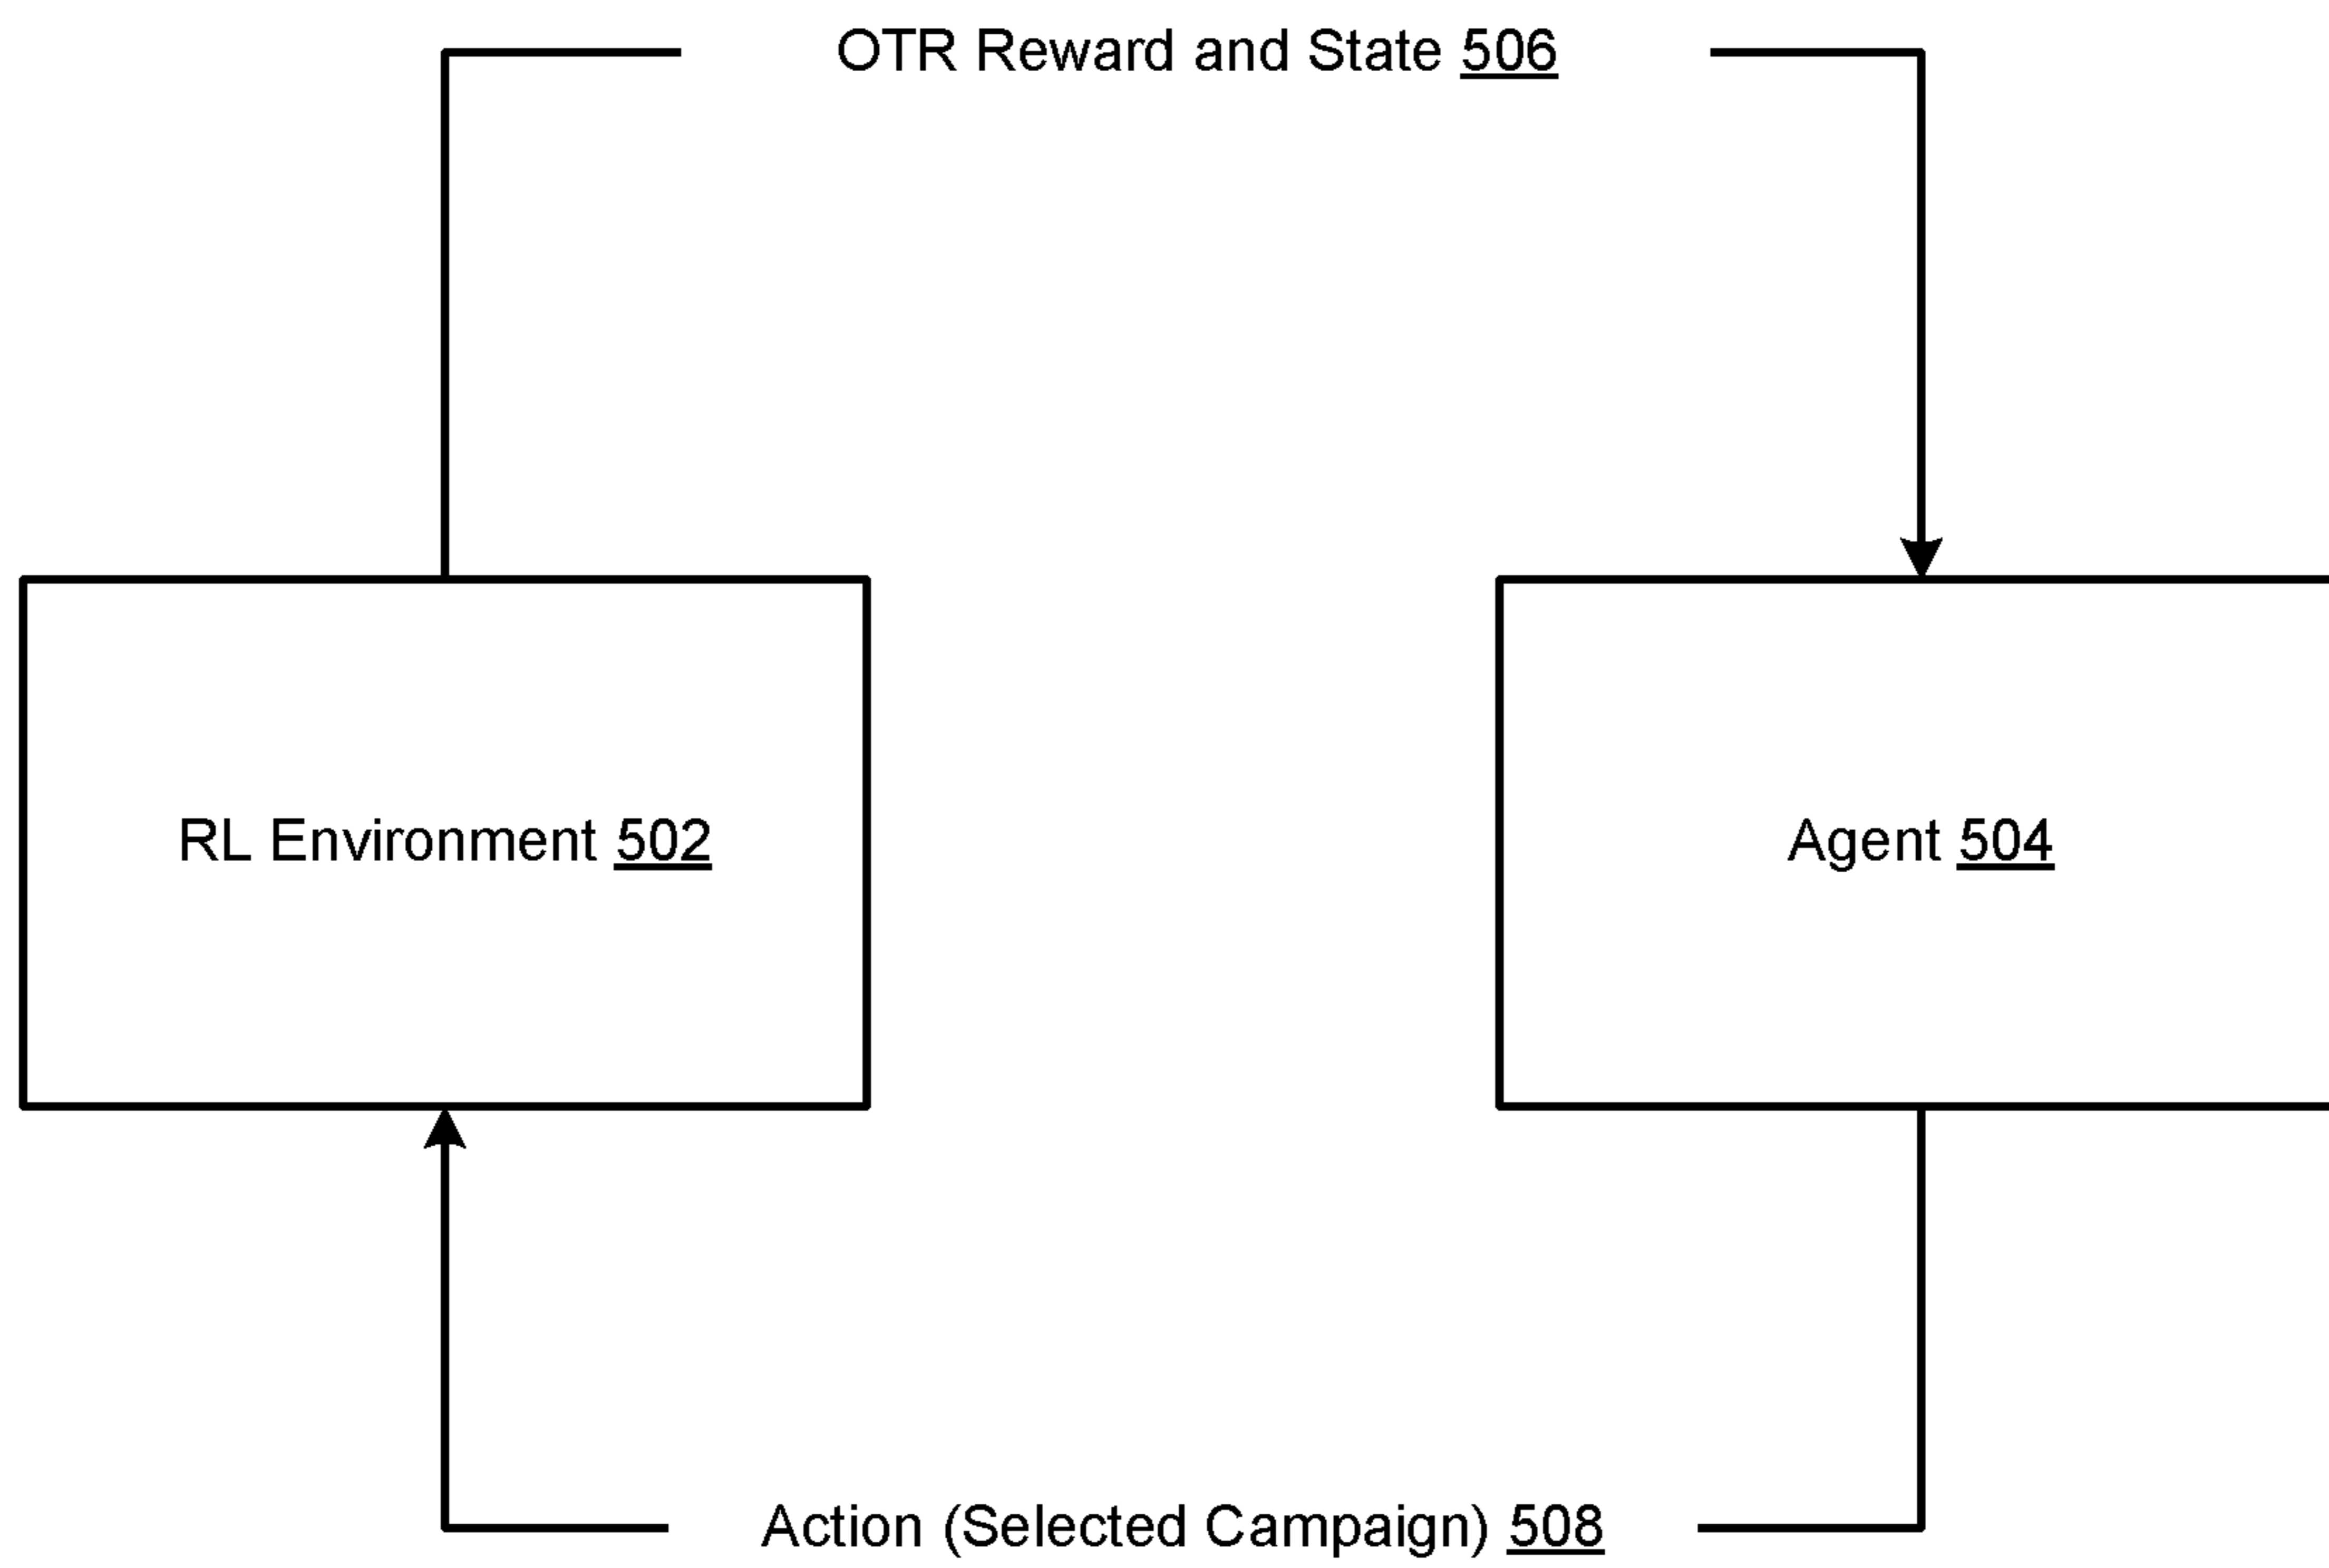 OTR Reward and State 506
RL Environment 502
Agent 504
Action (Selected Campaign) 508